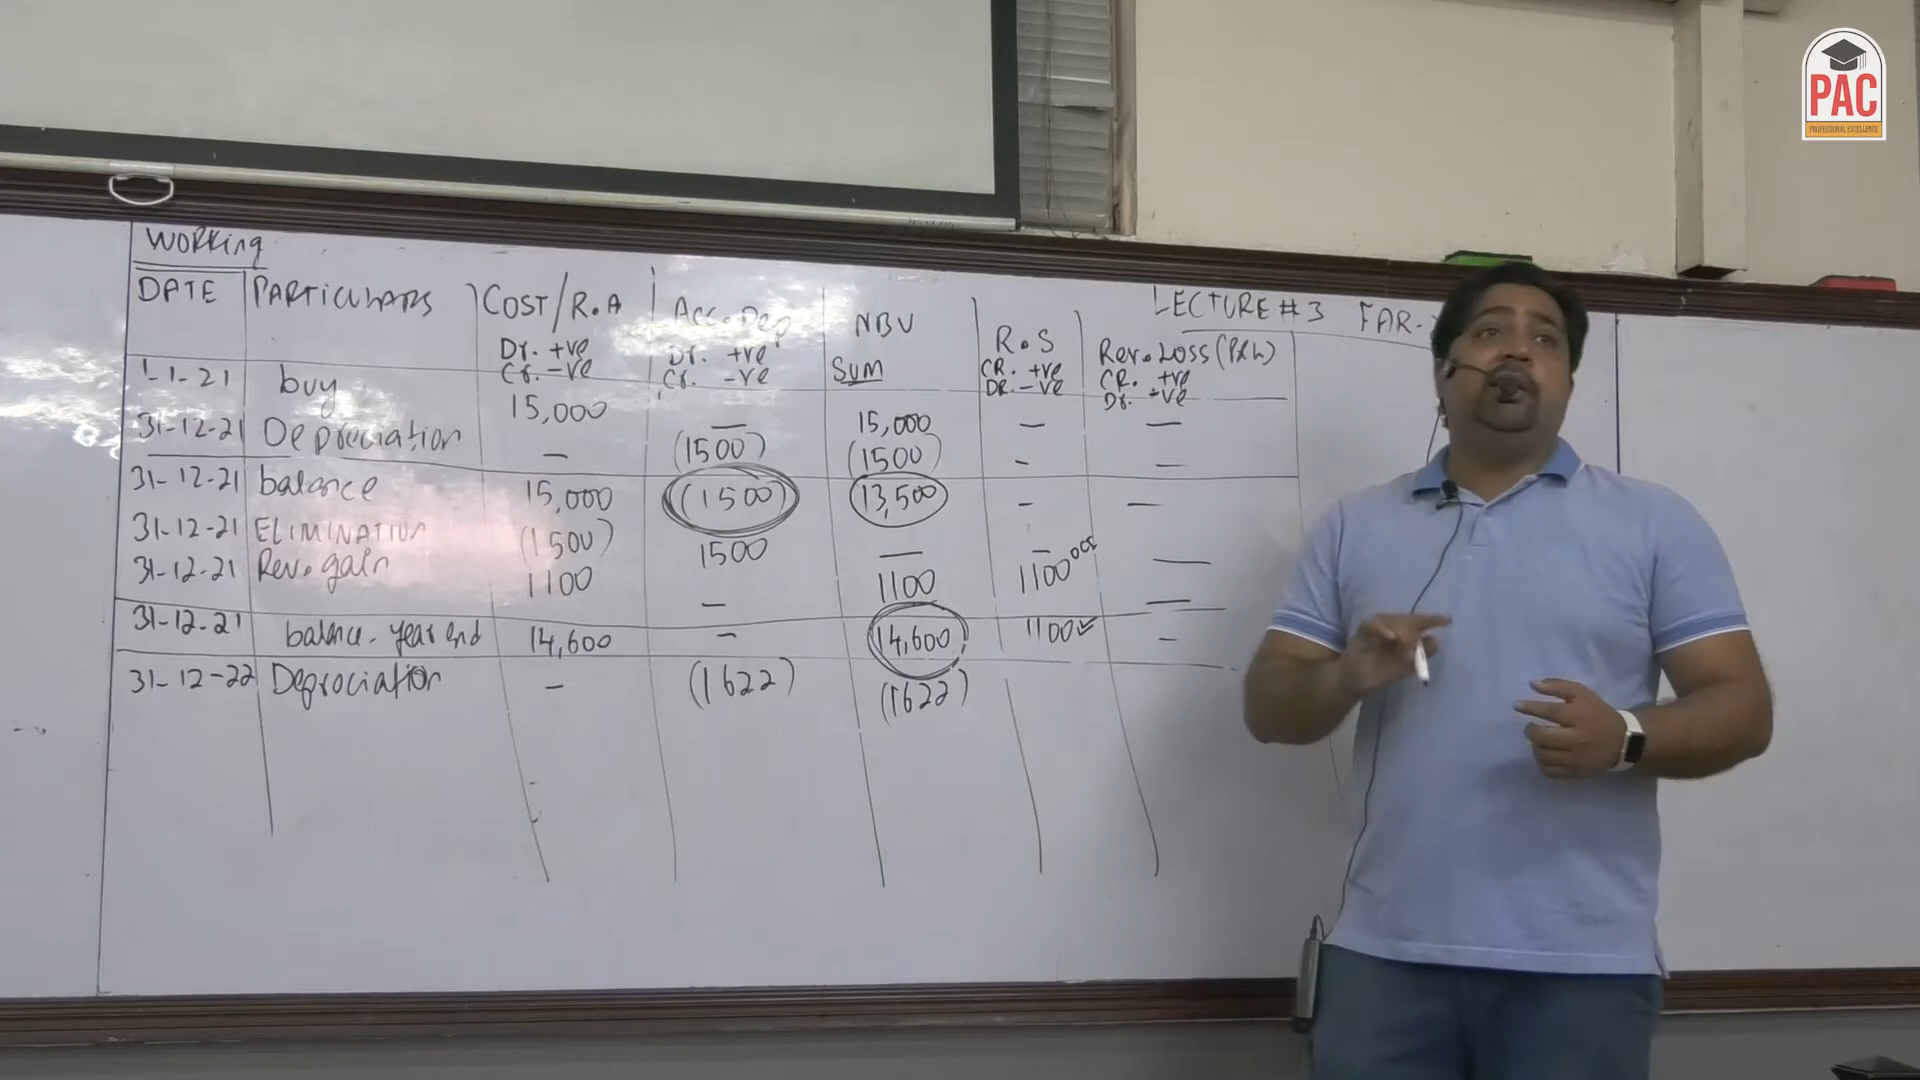 PAC
PROFESSIONAL EXCELLENCE
WORKing
LECTURE #3 FAR-
DATE PARTICULARS COST/R.A Acc.Dep NBV R.S Rev.Loss(P&L)
Dr. +ve Dr. +ve SUM CR. +ve CR. +ve
Cr. -ve Cr. -ve DR. -ve Dr. -ve
1-1-21 buy 15,000 — 15,000 — —
31-12-21 Depreciation — (1500) (1500) - —
31-12-21 balance 15,000 (1500) 13,500 - —
31-12-21 ELIMINATION (1500) 1500 — — —
31-12-21 Rev.gain 1100 — 1100 1100 OCI —
31-12-21 balance-year end 14,600 - 14,600 1100 -
31-12-22 Depreciation - (1622) (1622)